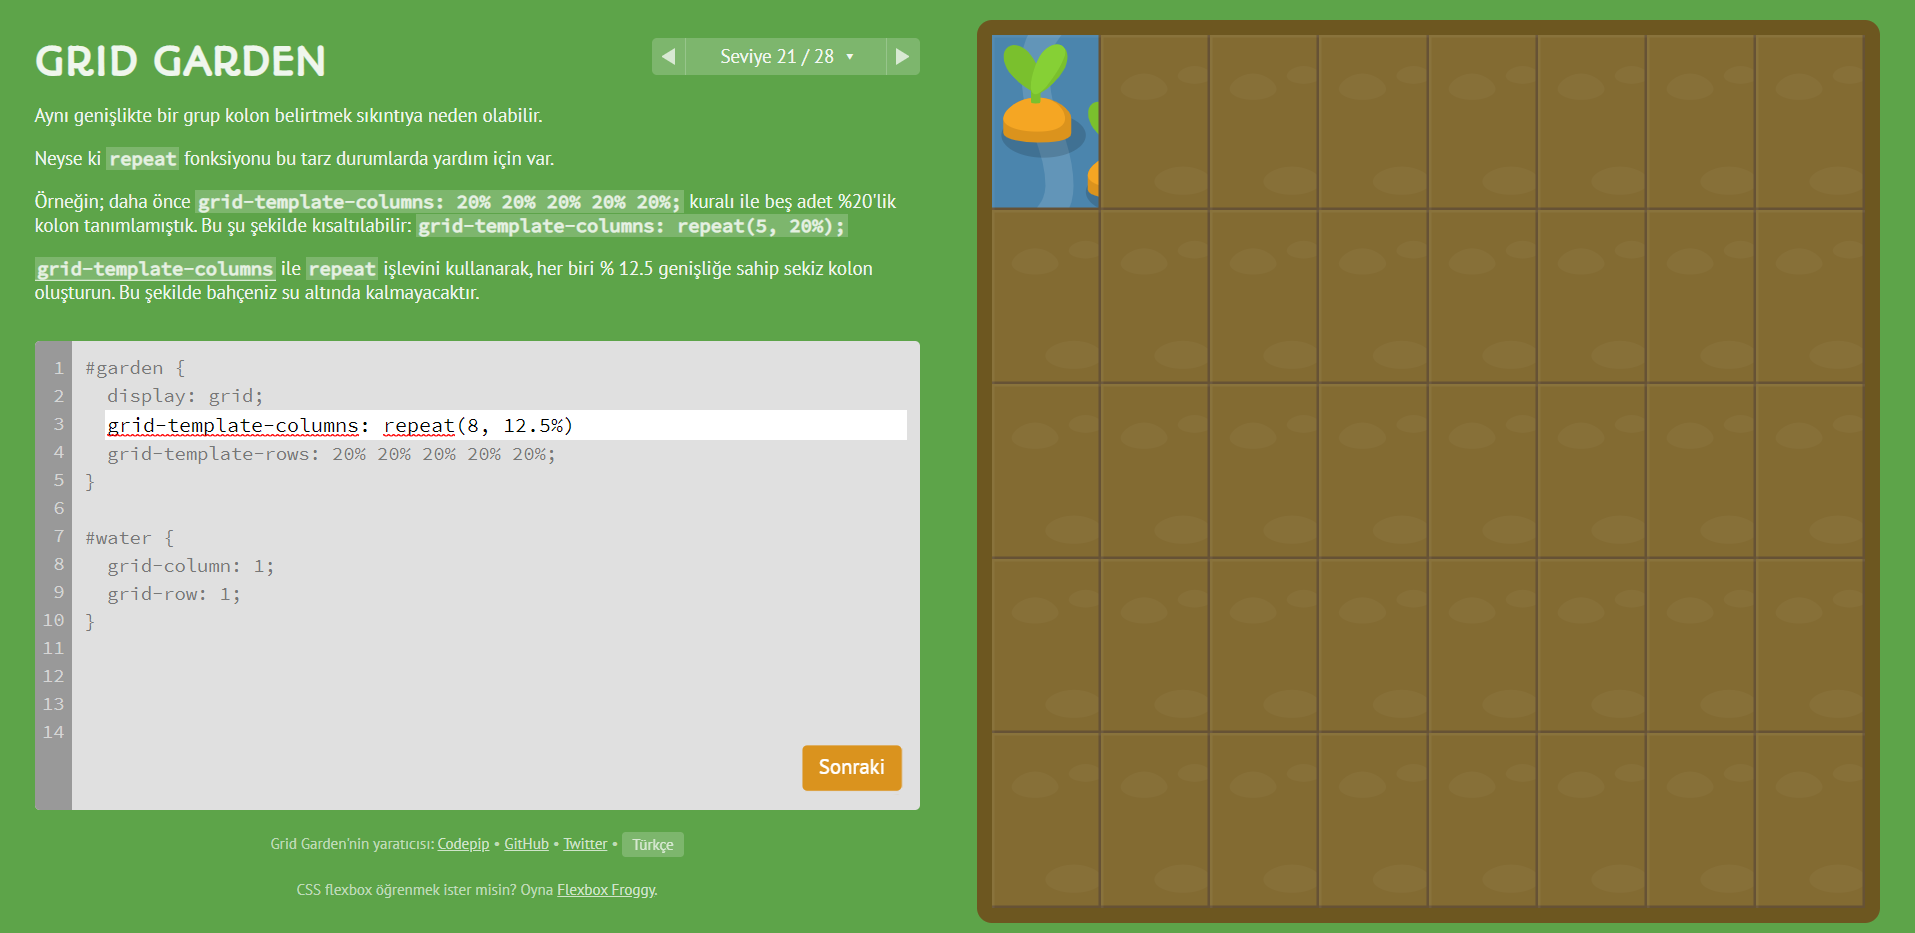 GRID GARDEN
◀ Seviye 21 / 28 ▾ ▶
Aynı genişlikte bir grup kolon belirtmek sıkıntıya neden olabilir.
Neyse ki repeat fonksiyonu bu tarz durumlarda yardım için var.
Örneğin; daha önce grid-template-columns: 20% 20% 20% 20% 20%; kuralı ile beş adet %20'lik
kolon tanımlamıştık. Bu şu şekilde kısaltılabilir: grid-template-columns: repeat(5, 20%);
grid-template-columns ile repeat işlevini kullanarak, her biri % 12.5 genişliğe sahip sekiz kolon
oluşturun. Bu şekilde bahçeniz su altında kalmayacaktır.
1 #garden {
2 display: grid;
3 grid-template-columns: repeat(8, 12.5%)
4 grid-template-rows: 20% 20% 20% 20% 20%;
5 }
6
7 #water {
8 grid-column: 1;
9 grid-row: 1;
10 }
11
12
13
14
Sonraki
Grid Garden'nin yaratıcısı: Codepip • GitHub • Twitter • Türkçe
CSS flexbox öğrenmek ister misin? Oyna Flexbox Froggy.